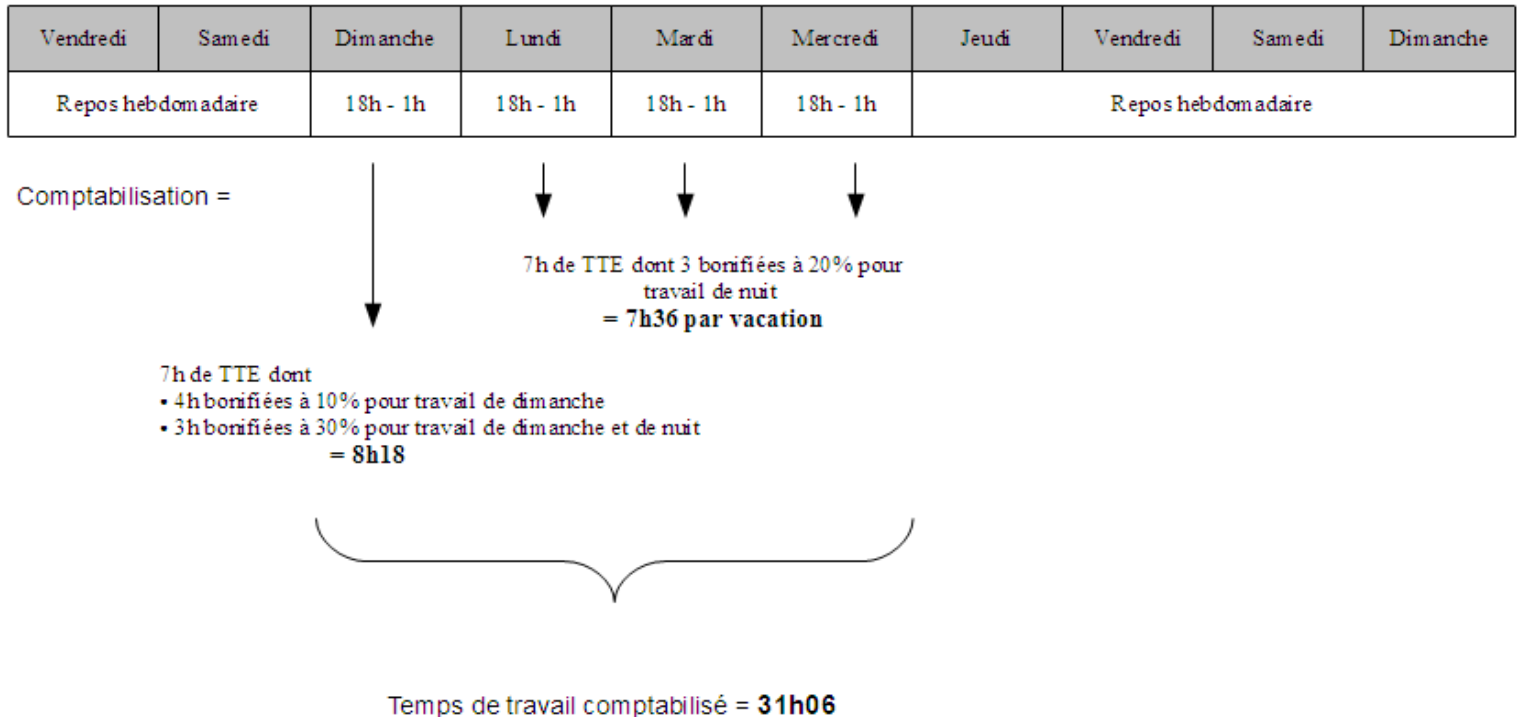 Vendredi Samedi Dimanche Lundi Mardi Mercredi Jeudi Vendredi Samedi Dimanche
Repos hebdomadaire 18h - 1h 18h - 1h 18h - 1h 18h - 1h Repos hebdomadaire
Comptabilisation =
7h de TTE dont 3 bonifiées à 20% pour
travail de nuit
= 7h36 par vacation
7h de TTE dont
• 4h bonifiées à 10% pour travail de dimanche
• 3h bonifiées à 30% pour travail de dimanche et de nuit
= 8h18
Temps de travail comptabilisé = 31h06